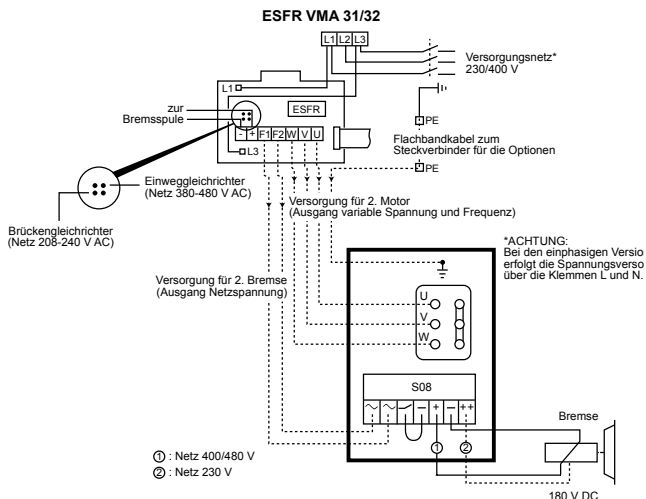 ESFR VMA 31/32
L1 L2 L3
Versorgungsnetz*
230/400 V
L1
zur
Bremsspule
ESFR
- + F1 F2 W V U
L3
PE
Flachbandkabel zum
Steckverbinder für die Optionen
PE
Einweggleichrichter
(Netz 380-480 V AC)
Brückengleichrichter
(Netz 208-240 V AC)
Versorgung für 2. Motor
(Ausgang variable Spannung und Frequenz)
*ACHTUNG:
Bei den einphasigen Versio
erfolgt die Spannungsverso
über die Klemmen L und N.
Versorgung für 2. Bremse
(Ausgang Netzspannung)
U
V
W
S08
+ − ++
Bremse
1 2
① : Netz 400/480 V
② : Netz 230 V
180 V DC